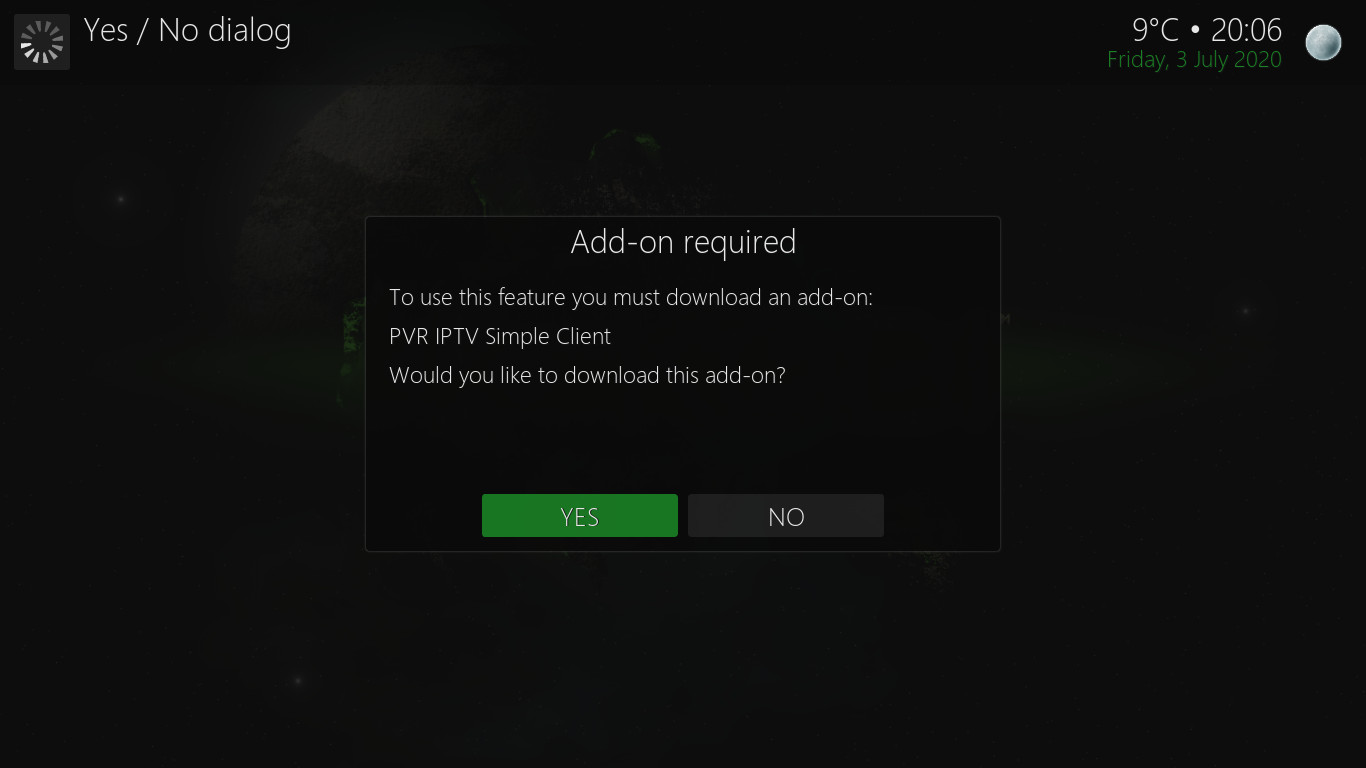 Yes / No dialog
9°C • 20:06
Friday, 3 July 2020
Add-on required
To use this feature you must download an add-on:
PVR IPTV Simple Client
Would you like to download this add-on?
YES
NO